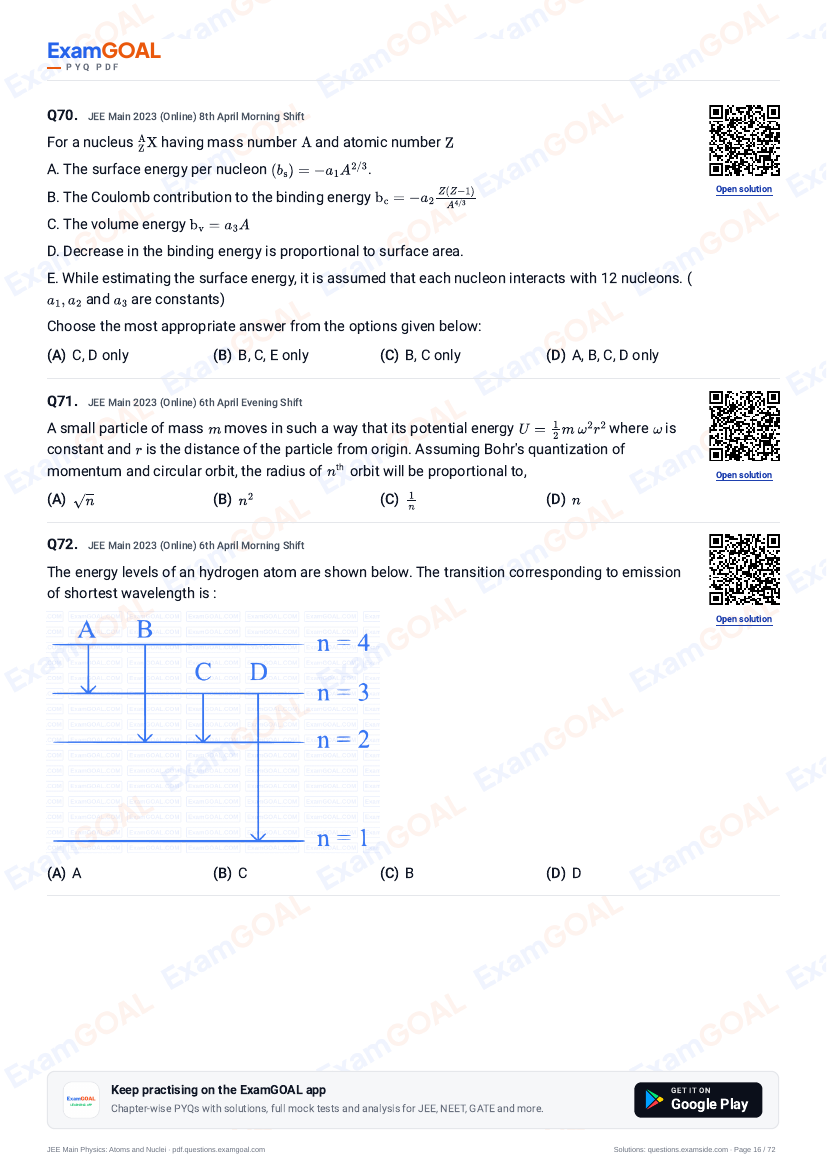 ExamGOAL
PYQ PDF
Q70. JEE Main 2023 (Online) 8th April Morning Shift
For a nucleus $^{A}_{Z}$X having mass number A and atomic number Z
A. The surface energy per nucleon $(b_s) = -a_1 A^{2/3}$.
B. The Coulomb contribution to the binding energy $b_c = -a_2 \frac{Z(Z-1)}{A^{4/3}}$
C. The volume energy $b_v = a_3 A$
D. Decrease in the binding energy is proportional to surface area.
E. While estimating the surface energy, it is assumed that each nucleon interacts with 12 nucleons. (
$a_1, a_2$ and $a_3$ are constants)
Choose the most appropriate answer from the options given below:
(A) C, D only (B) B, C, E only (C) B, C only (D) A, B, C, D only
Open solution
Q71. JEE Main 2023 (Online) 6th April Evening Shift
A small particle of mass $m$ moves in such a way that its potential energy $U = \frac{1}{2} m \omega^2 r^2$ where $\omega$ is
constant and $r$ is the distance of the particle from origin. Assuming Bohr's quantization of
momentum and circular orbit, the radius of $n^{th}$ orbit will be proportional to,
(A) $\sqrt{n}$ (B) $n^2$ (C) $\frac{1}{n}$ (D) $n$
Open solution
Q72. JEE Main 2023 (Online) 6th April Morning Shift
The energy levels of an hydrogen atom are shown below. The transition corresponding to emission
of shortest wavelength is :
Open solution
A B
n = 4
C D
n = 3
n = 2
n = 1
(A) A (B) C (C) B (D) D
Keep practising on the ExamGOAL app
Chapter-wise PYQs with solutions, full mock tests and analysis for JEE, NEET, GATE and more.
GET IT ON
Google Play
JEE Main Physics: Atoms and Nuclei · pdf.questions.examgoal.com
Solutions: questions.examside.com · Page 16 / 72